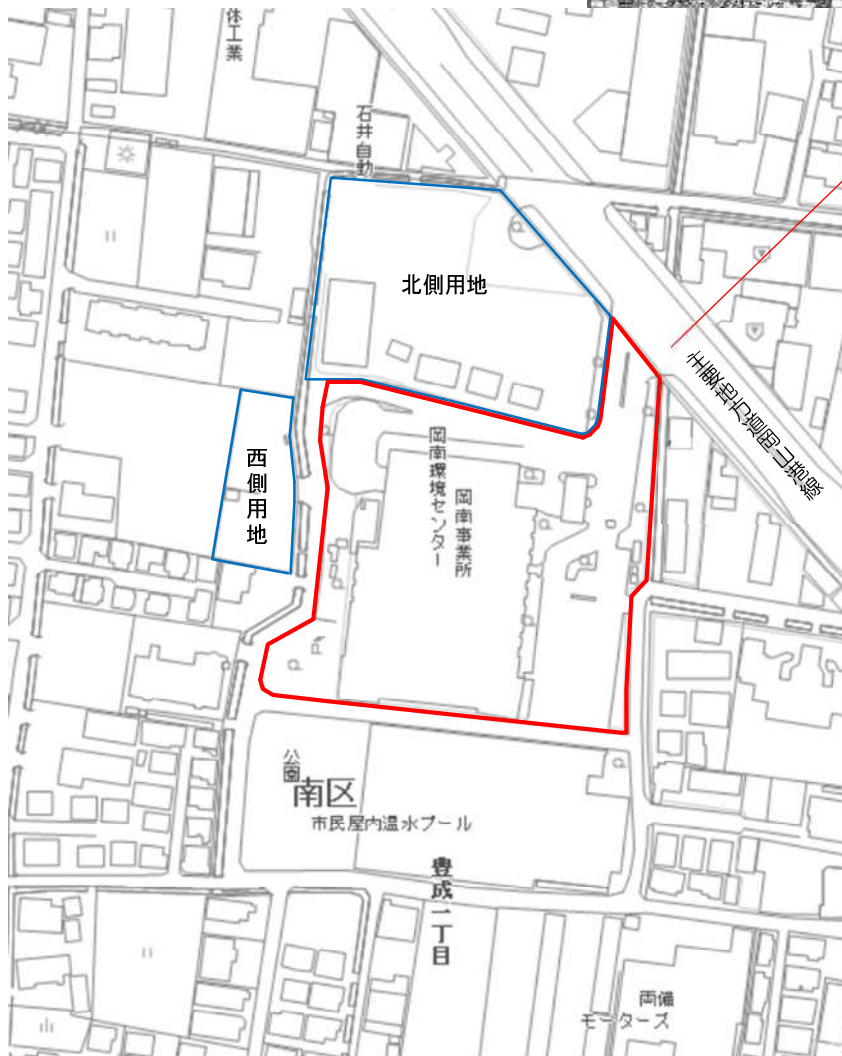 体工業
石井自動
北側用地
主要地方道岡山港線
西側用地
岡南環境センター
岡南事業所
公園
南区
市民屋内温水プール
豊成一丁目
両備
モータース